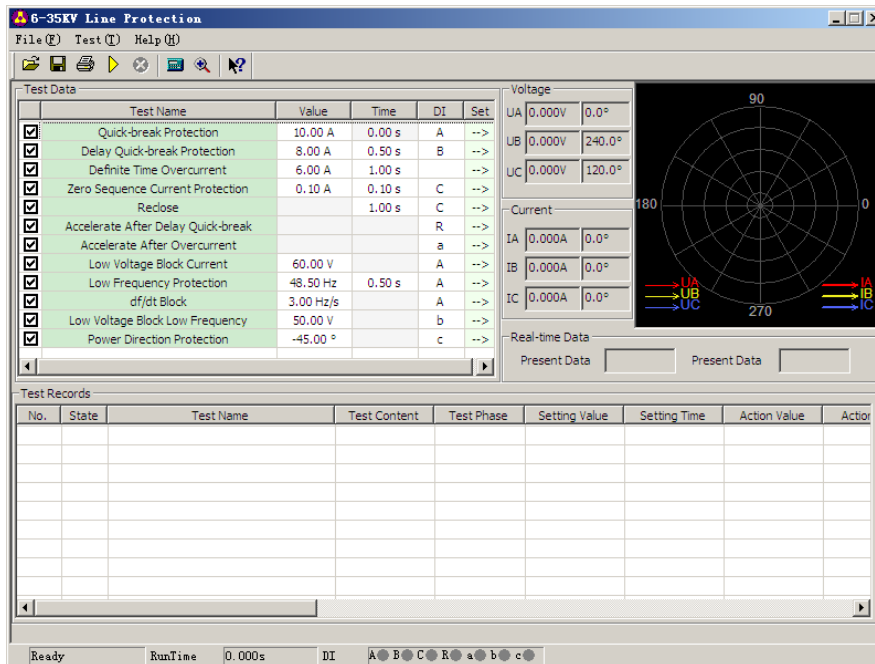 6-35KV Line Protection
File(F) Test(T) Help(H)
Test Data
Test Name Value Time DI Set
Quick-break Protection 10.00 A 0.00 s A -->
Delay Quick-break Protection 8.00 A 0.50 s B -->
Definite Time Overcurrent 6.00 A 1.00 s -->
Zero Sequence Current Protection 0.10 A 0.10 s C -->
Reclose 1.00 s C -->
Accelerate After Delay Quick-break R -->
Accelerate After Overcurrent a -->
Low Voltage Block Current 60.00 V A -->
Low Frequency Protection 48.50 Hz 0.50 s A -->
df/dt Block 3.00 Hz/s A -->
Low Voltage Block Low Frequency 50.00 V b -->
Power Direction Protection -45.00 ° c -->
Voltage
UA 0.000V 0.0°
UB 0.000V 240.0°
UC 0.000V 120.0°
Current
IA 0.000A 0.0°
IB 0.000A 0.0°
IC 0.000A 0.0°
90
180 0
270
UA IA
UB IB
UC IC
Real-time Data
Present Data Present Data
Test Records
No. State Test Name Test Content Test Phase Setting Value Setting Time Action Value Action
Ready RunTime 0.000s DI A B C R a b c